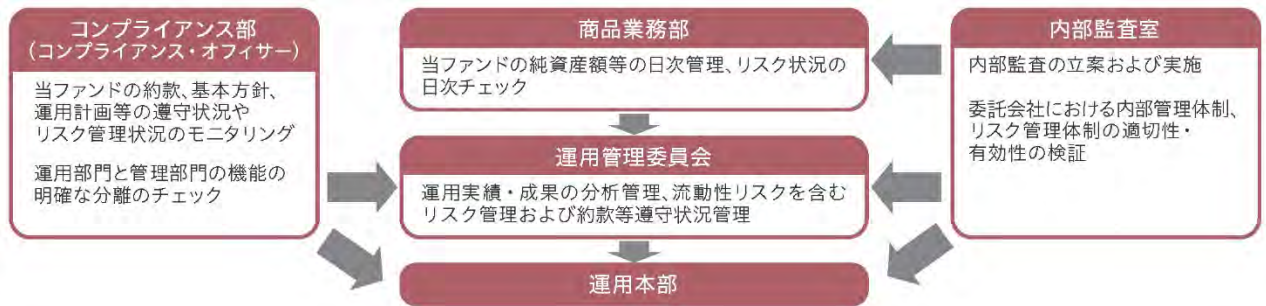 コンプライアンス部
(コンプライアンス・オフィサー)
当ファンドの約款、基本方針、
運用計画等の遵守状況や
リスク管理状況のモニタリング
運用部門と管理部門の機能の
明確な分離のチェック
商品業務部
当ファンドの純資産額等の日次管理、リスク状況の
日次チェック
運用管理委員会
運用実績・成果の分析管理、流動性リスクを含む
リスク管理および約款等遵守状況管理
運用本部
内部監査室
内部監査の立案および実施
委託会社における内部管理体制、
リスク管理体制の適切性・
有効性の検証